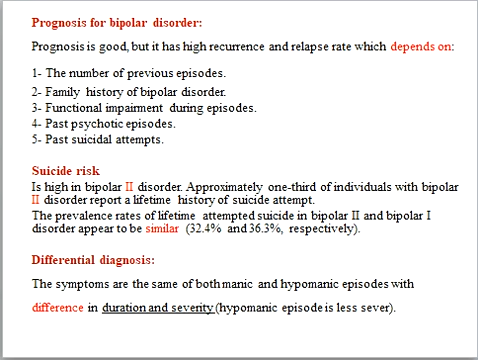 Prognosis for bipolar disorder:
Prognosis is good, but it has high recurrence and relapse rate which depends on:
1- The number of previous episodes.
2- Family history of bipolar disorder.
3- Functional impairment during episodes.
4- Past psychotic episodes.
5- Past suicidal attempts.
Suicide risk
Is high in bipolar II disorder. Approximately one-third of individuals with bipolar
II disorder report a lifetime history of suicide attempt.
The prevalence rates of lifetime attempted suicide in bipolar II and bipolar I
disorder appear to be similar (32.4% and 36.3%, respectively).
Differential diagnosis:
The symptoms are the same of both manic and hypomanic episodes with
difference in duration and severity (hypomanic episode is less sever).